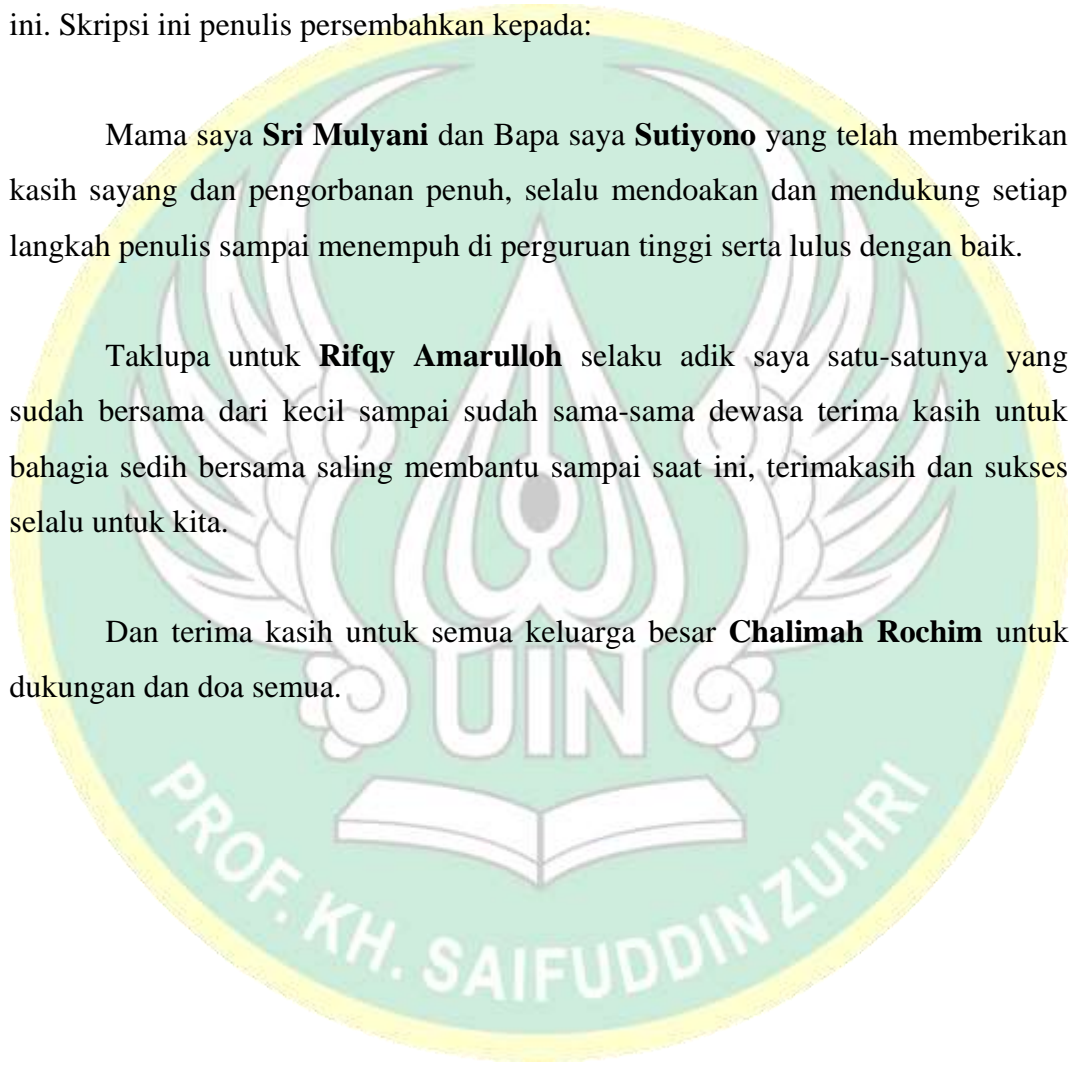 ini. Skripsi ini penulis persembahkan kepada:
Mama saya Sri Mulyani dan Bapa saya Sutiyono yang telah memberikan
kasih sayang dan pengorbanan penuh, selalu mendoakan dan mendukung setiap
langkah penulis sampai menempuh di perguruan tinggi serta lulus dengan baik.
Taklupa untuk Rifqy Amarulloh selaku adik saya satu-satunya yang
sudah bersama dari kecil sampai sudah sama-sama dewasa terima kasih untuk
bahagia sedih bersama saling membantu sampai saat ini, terimakasih dan sukses
selalu untuk kita.
Dan terima kasih untuk semua keluarga besar Chalimah Rochim untuk
dukungan dan doa semua.
UIN
PROF. KH. SAIFUDDIN ZUHRI